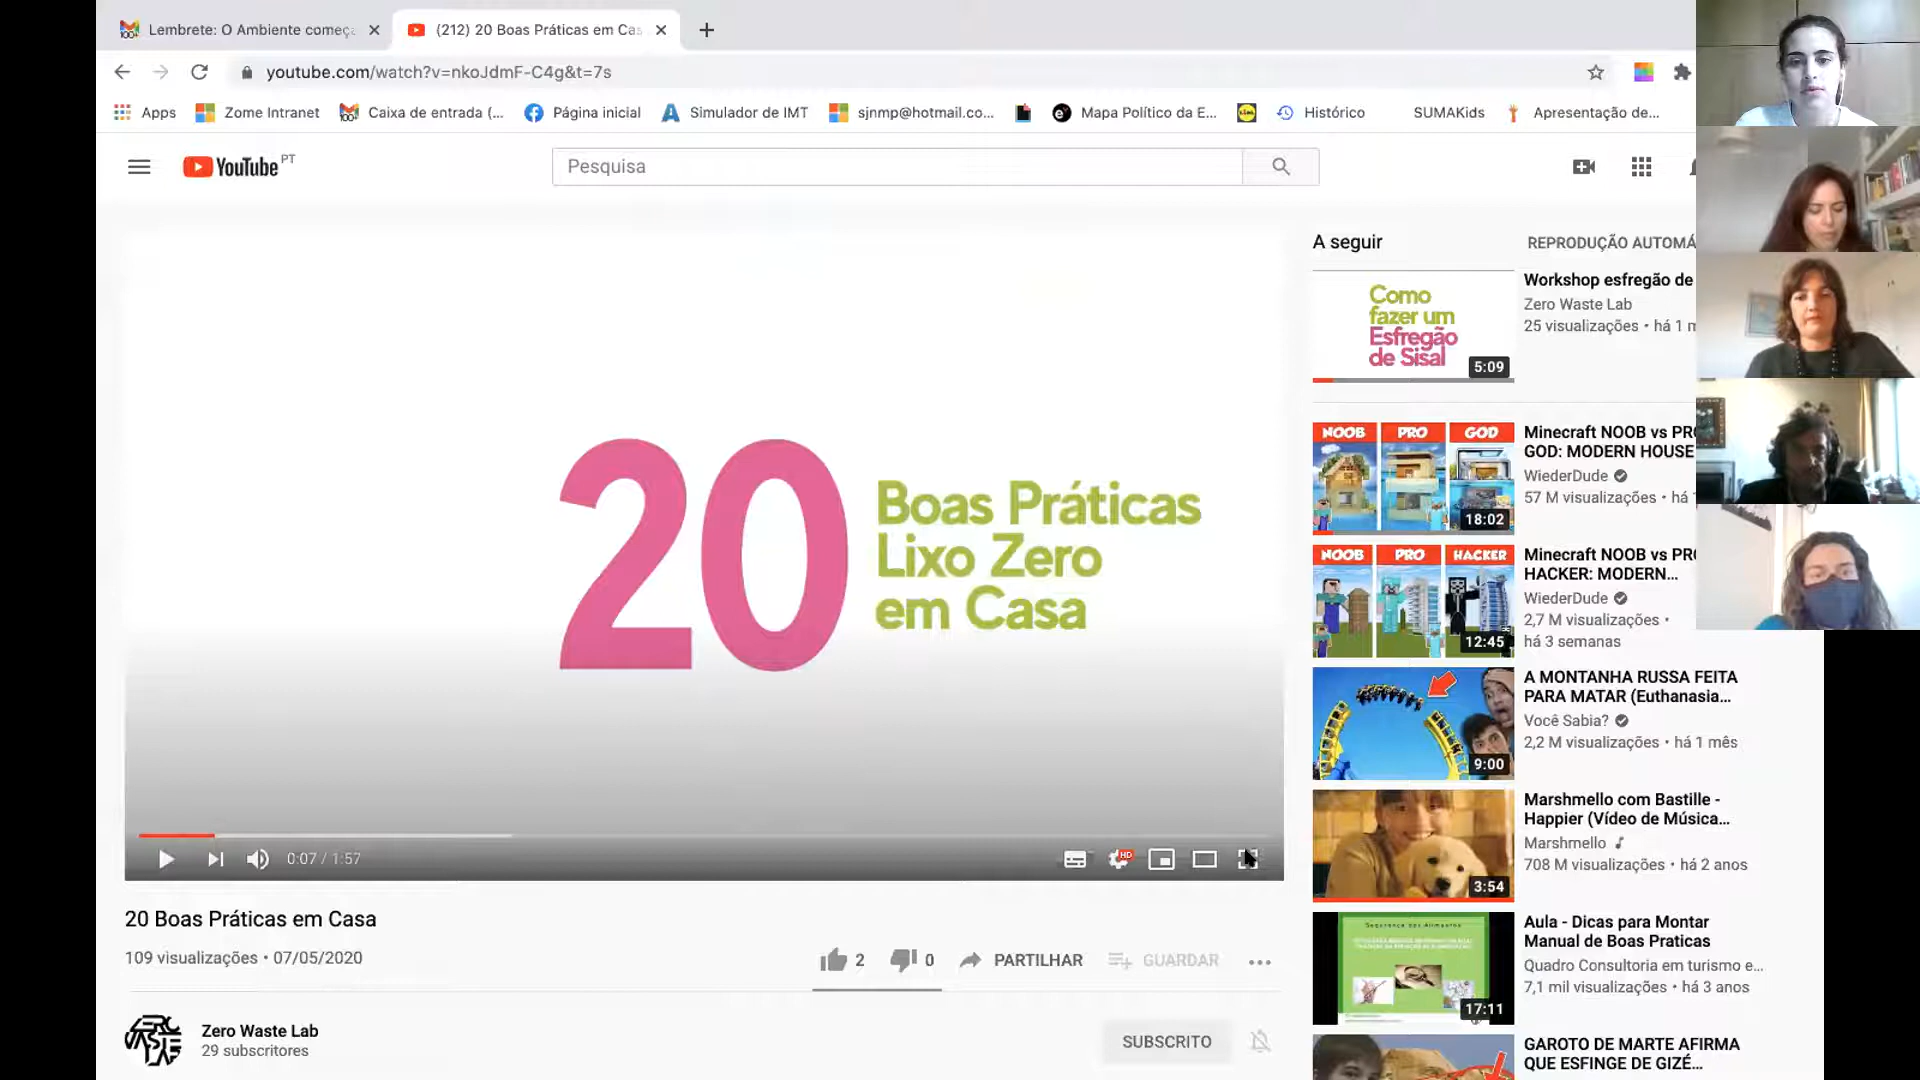 Lembrete: O Ambiente começa
(212) 20 Boas Práticas em Cas
youtube.com/watch?v=nkoJdmF-C4g&t=7s
Apps
Zome Intranet
Caixa de entrada (...
Página inicial
Simulador de IMT
sjnmp@hotmail.co...
Mapa Político da E...
Histórico
SUMAKids
Apresentação de...
YouTube PT
Pesquisa
20
Boas Práticas
Lixo Zero
em Casa
0:07 / 1:57
HD
20 Boas Práticas em Casa
109 visualizações • 07/05/2020
2
0
PARTILHAR
GUARDAR
Zero Waste Lab
29 subscritores
SUBSCRITO
A seguir
REPRODUÇÃO AUTOMÁ
Como
fazer um
Esfregão
de Sisal
5:09
Workshop esfregão de
Zero Waste Lab
25 visualizações • há 1 m
NOOB PRO GOD
18:02
Minecraft NOOB vs PRO
GOD: MODERN HOUSE
WiederDude
57 M visualizações • há
NOOB PRO HACKER
12:45
Minecraft NOOB vs PRO
HACKER: MODERN...
WiederDude
2,7 M visualizações •
há 3 semanas
9:00
A MONTANHA RUSSA FEITA
PARA MATAR (Euthanasia...
Você Sabia?
2,2 M visualizações • há 1 mês
3:54
Marshmello com Bastille -
Happier (Vídeo de Música...
Marshmello
708 M visualizações • há 2 anos
Segurança dos Alimentos
17:11
Aula - Dicas para Montar
Manual de Boas Praticas
Quadro Consultoria em turismo e...
7,1 mil visualizações • há 3 anos
GAROTO DE MARTE AFIRMA
QUE ESFINGE DE GIZÉ...